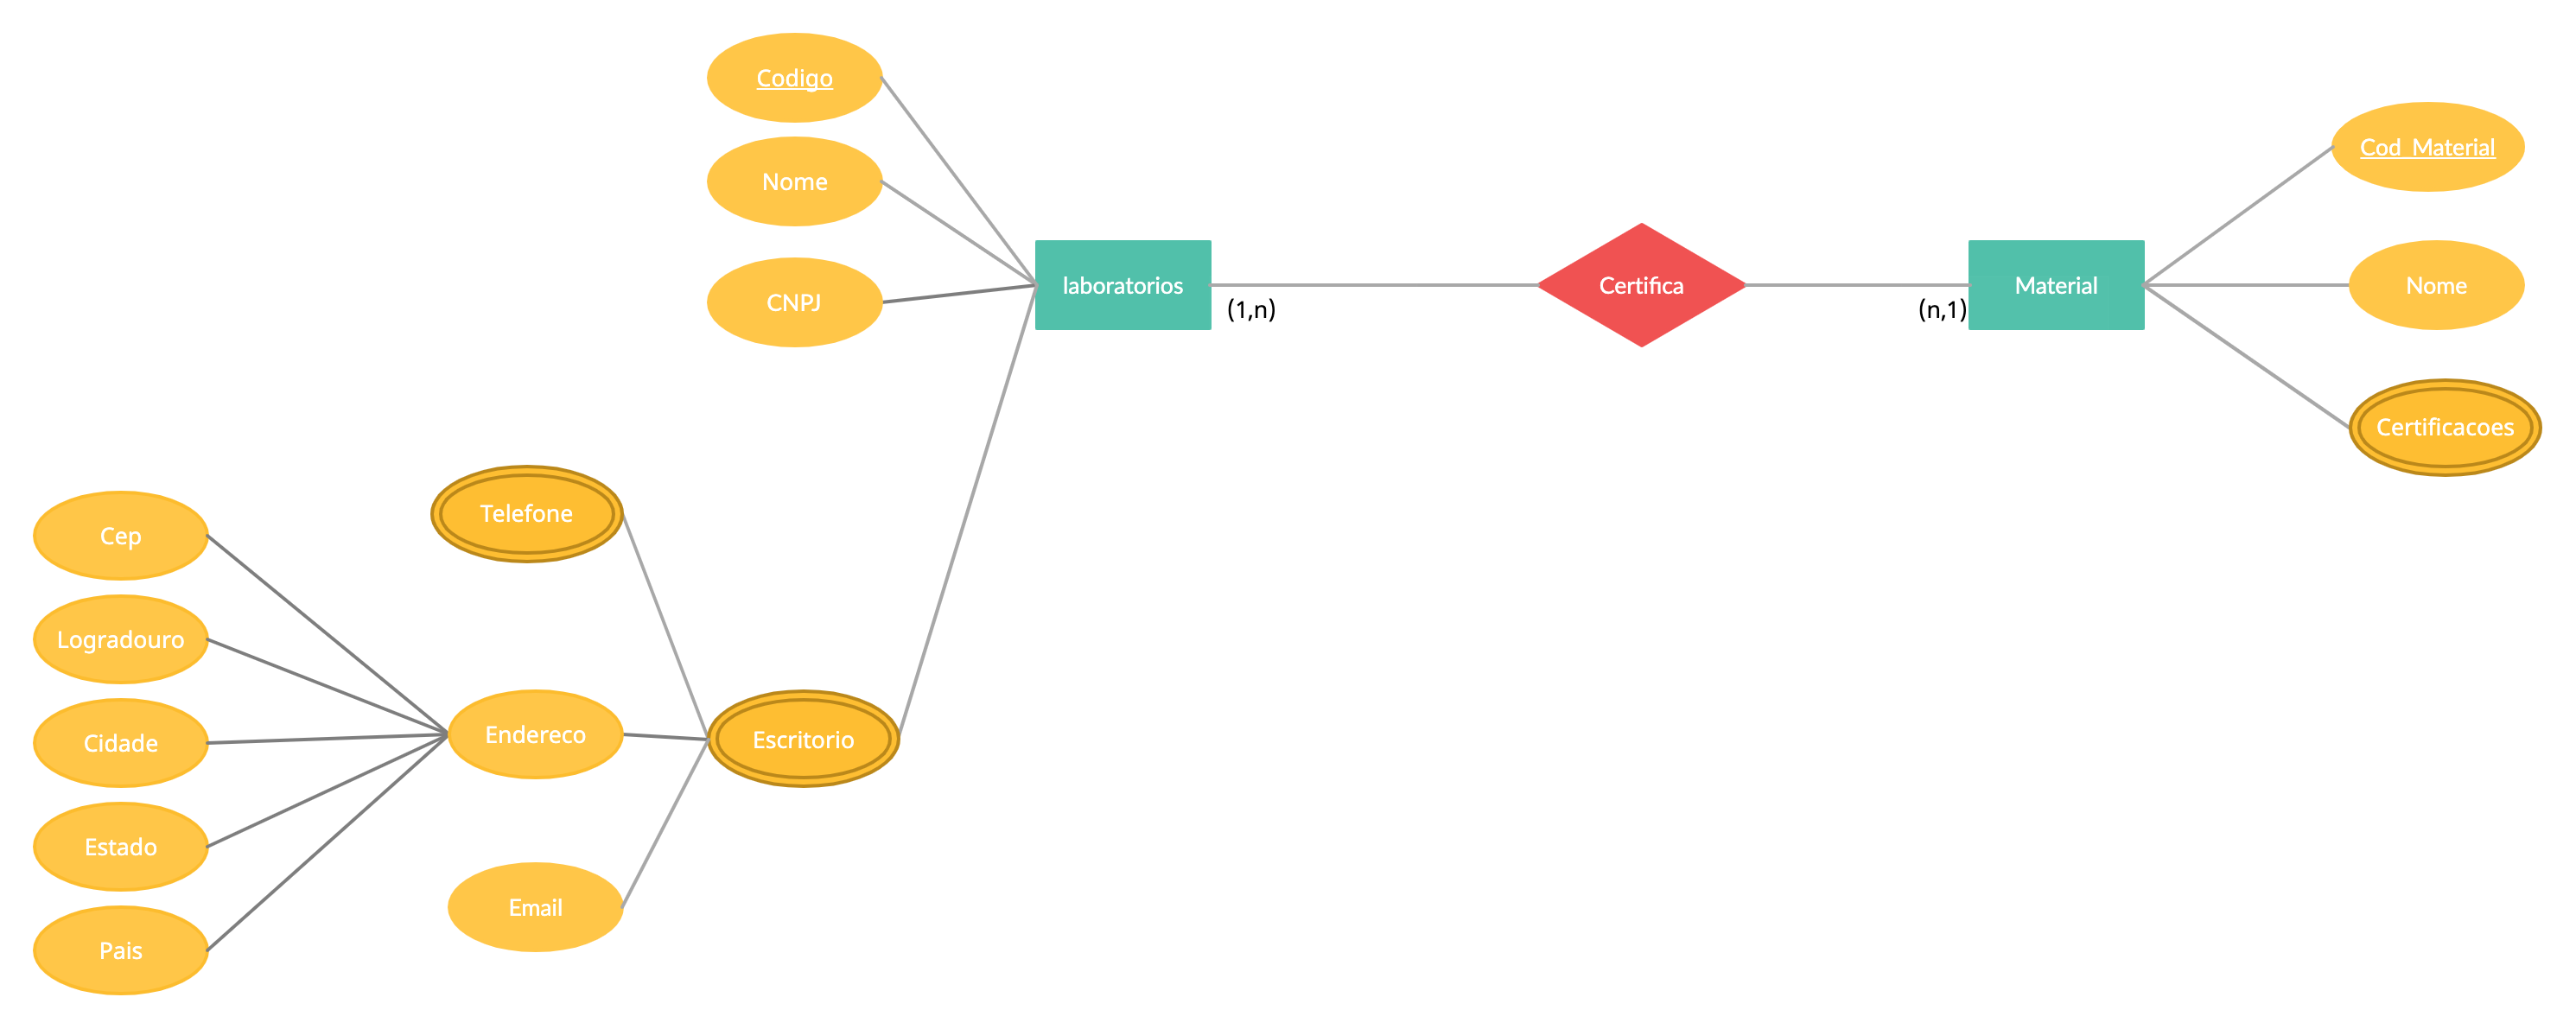 Codigo
Nome
CNPJ
laboratorios
(1,n)
Certifica
(n,1)
Material
Cod_Material
Nome
Certificacoes
Telefone
Cep
Logradouro
Cidade
Estado
Pais
Endereco
Escritorio
Email